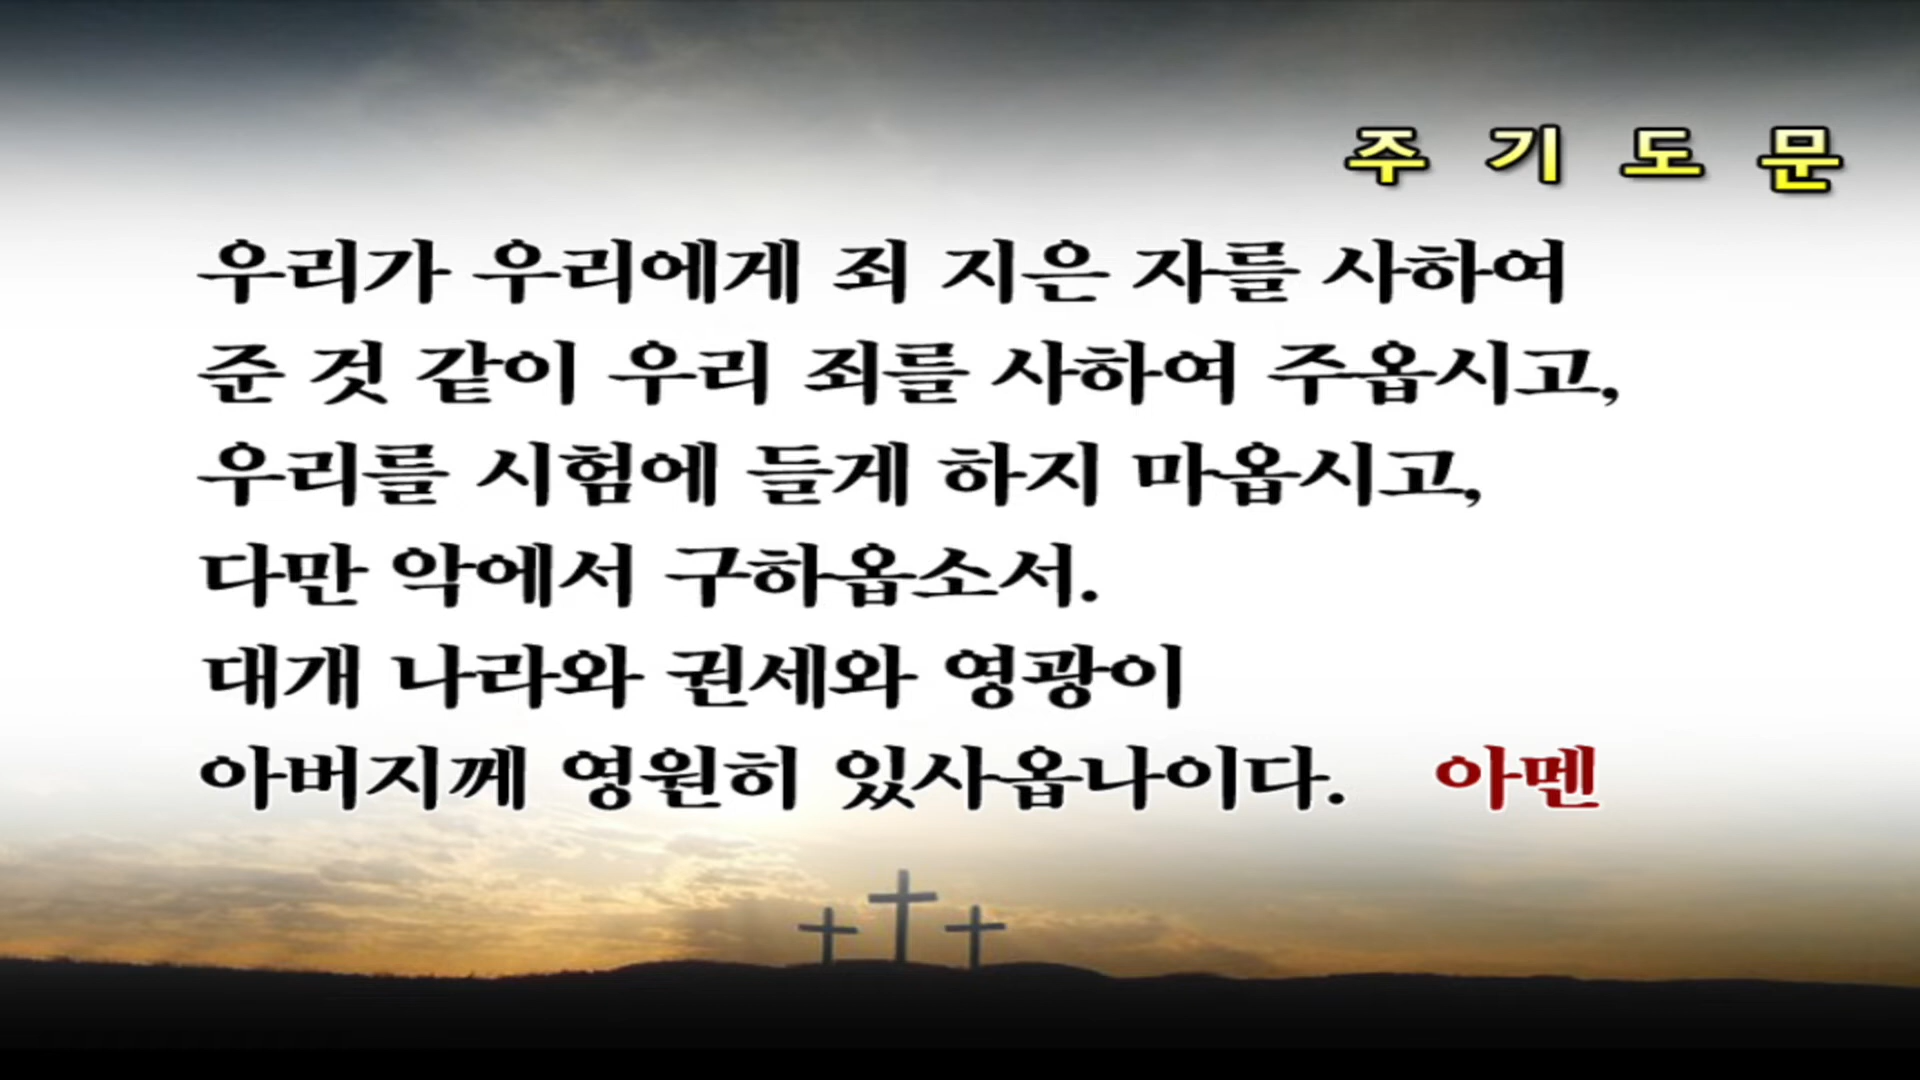 주 기 도 문
우리가 우리에게 죄 지은 자를 사하여
준 것 같이 우리 죄를 사하여 주옵시고,
우리를 시험에 들게 하지 마옵시고,
다만 악에서 구하옵소서.
대개 나라와 권세와 영광이
아버지께 영원히 있사옵나이다. 아멘